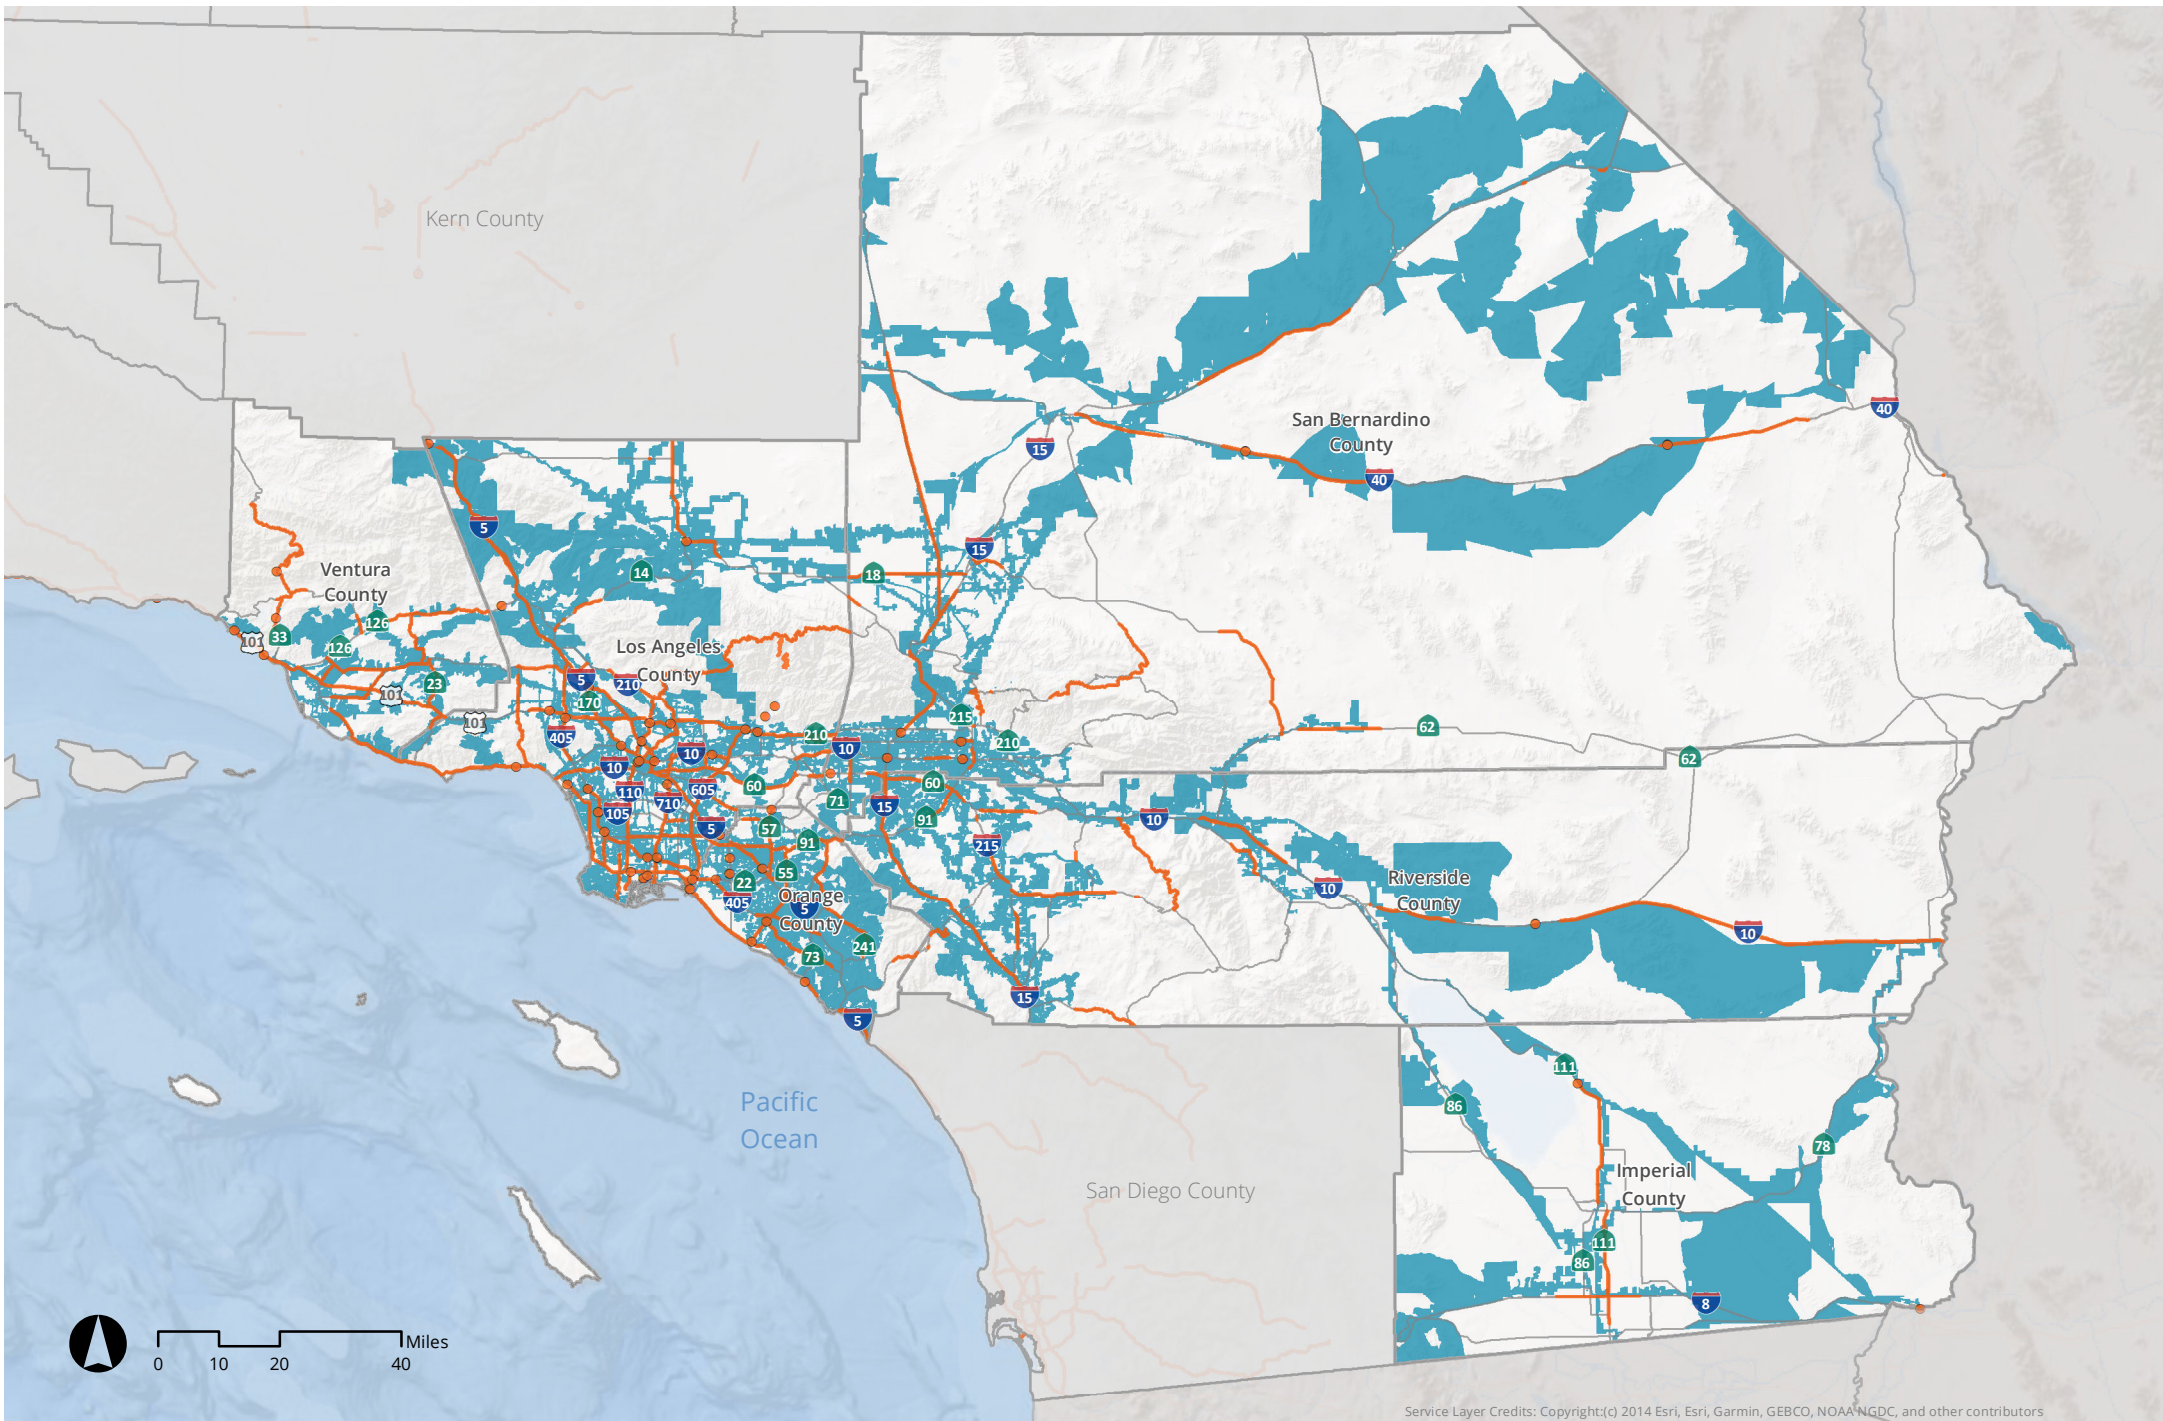 Kern County
San Bernardino
County
40
15
40
5
15
14
18
Ventura
County
126
33
101
126
Los Angeles
County
5
210
23
101
170
101
215
62
405
210
10
210
10
62
10
60
605
60
110
710
71
15
105
10
91
5
57
91
215
55
22
Riverside
County
10
405
Orange
County
5
10
241
73
15
5
111
Pacific
Ocean
86
78
San Diego County
Imperial
County
111
86
8
Miles
0 10 20 40
Service Layer Credits: Copyright:(c) 2014 Esri, Esri, Garmin, GEBCO, NOAA NGDC, and other contributors